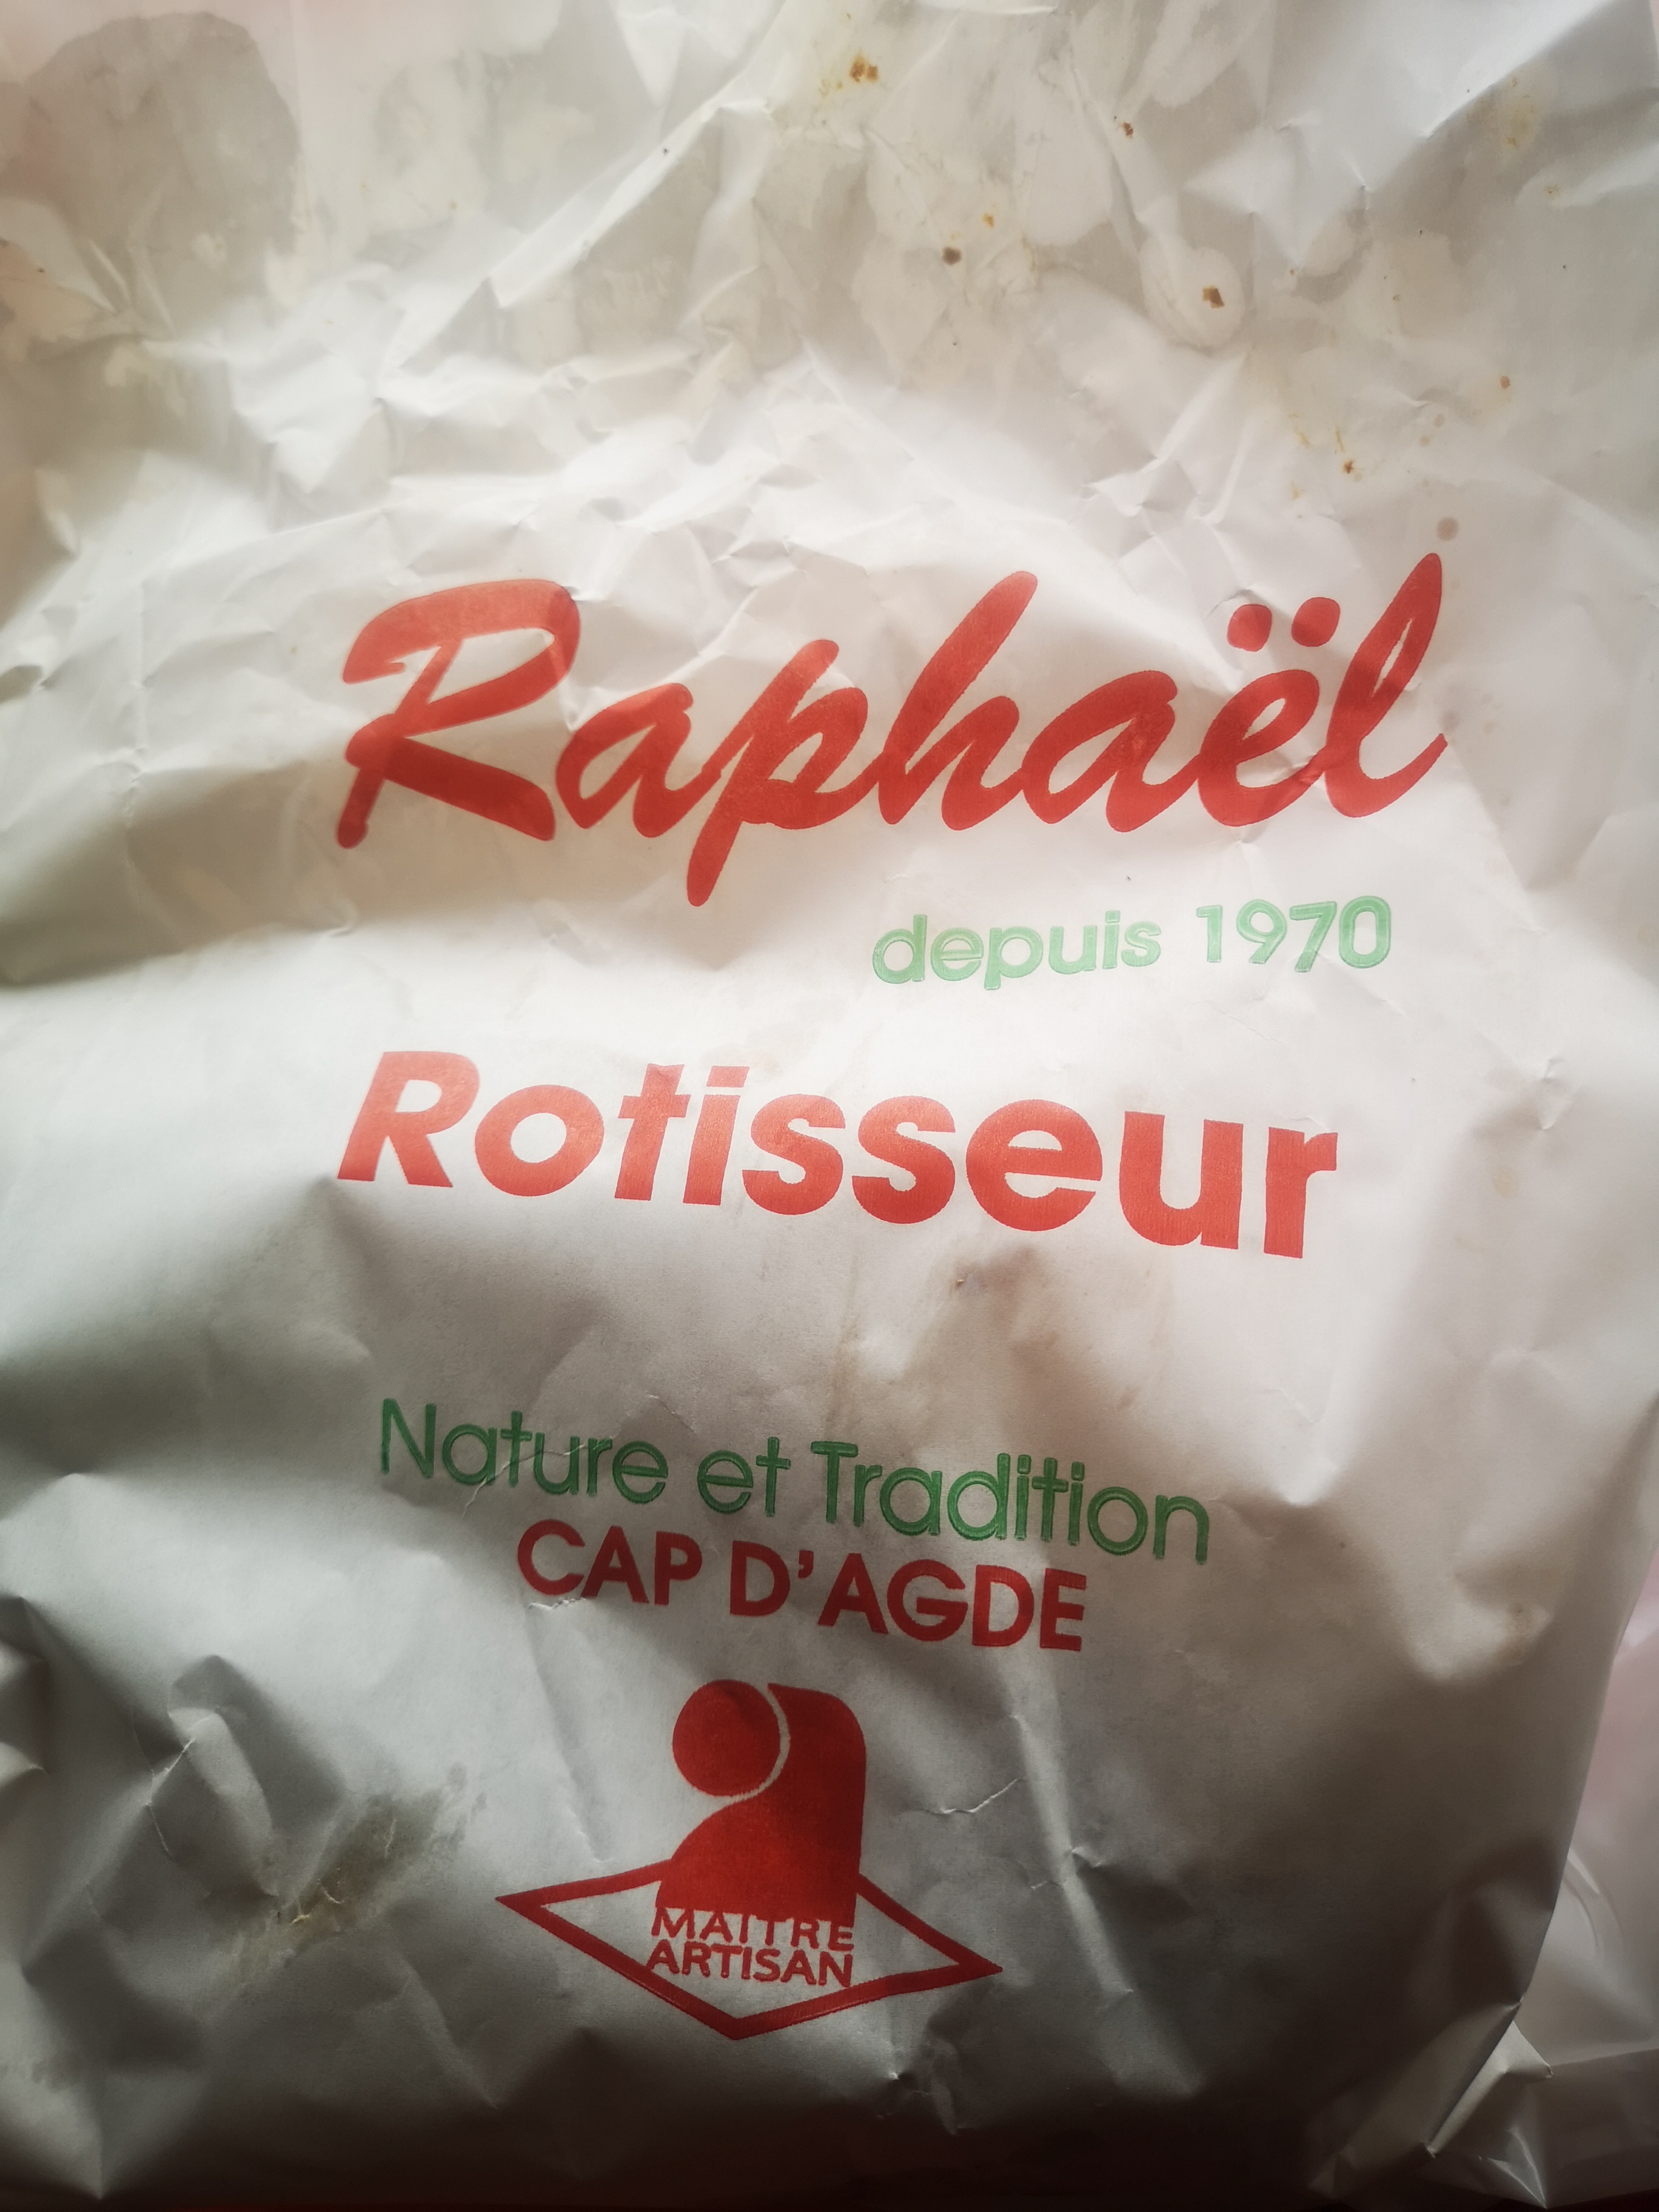 Raphaël
depuis 1970
Rotisseur
Nature et Tradition
CAP D'AGDE
MAITRE
ARTISAN